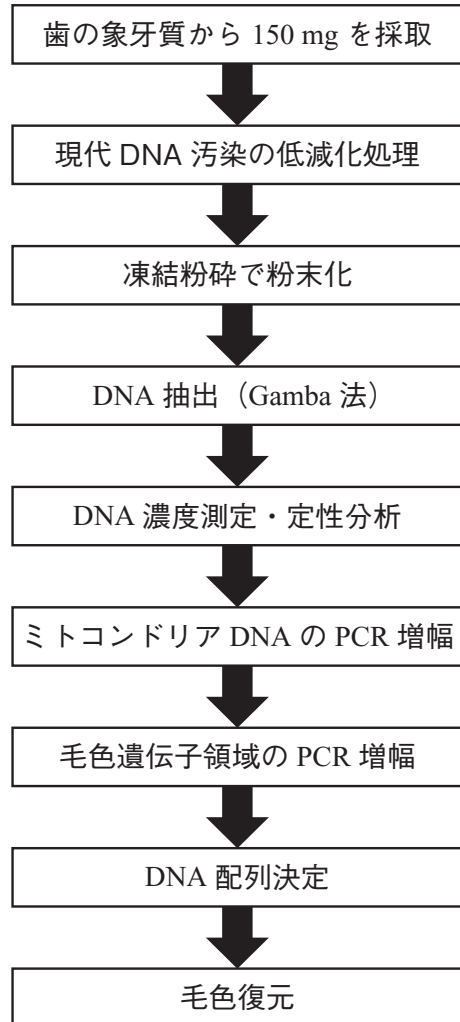 歯の象牙質から 150 mg を採取
現代 DNA 汚染の低減化処理
凍結粉砕で粉末化
DNA 抽出（Gamba 法）
DNA 濃度測定・定性分析
ミトコンドリア DNA の PCR 増幅
毛色遺伝子領域の PCR 増幅
DNA 配列決定
毛色復元